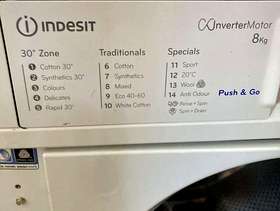 INDESIT
InverterMotor
8Kg
30° Zone
1 Cotton 30°
2 Synthetics 30°
3 Colours
4 Delicates
5 Rapid 30'
Traditionals
6 Cotton
7 Synthetics
8 Mixed
9 Eco 40-60
10 White Cotton
Specials
11 Sport
12 20°C
13 Wool
14 Anti Odour
Rinse + Spin
Spin + Drain
Push & Go